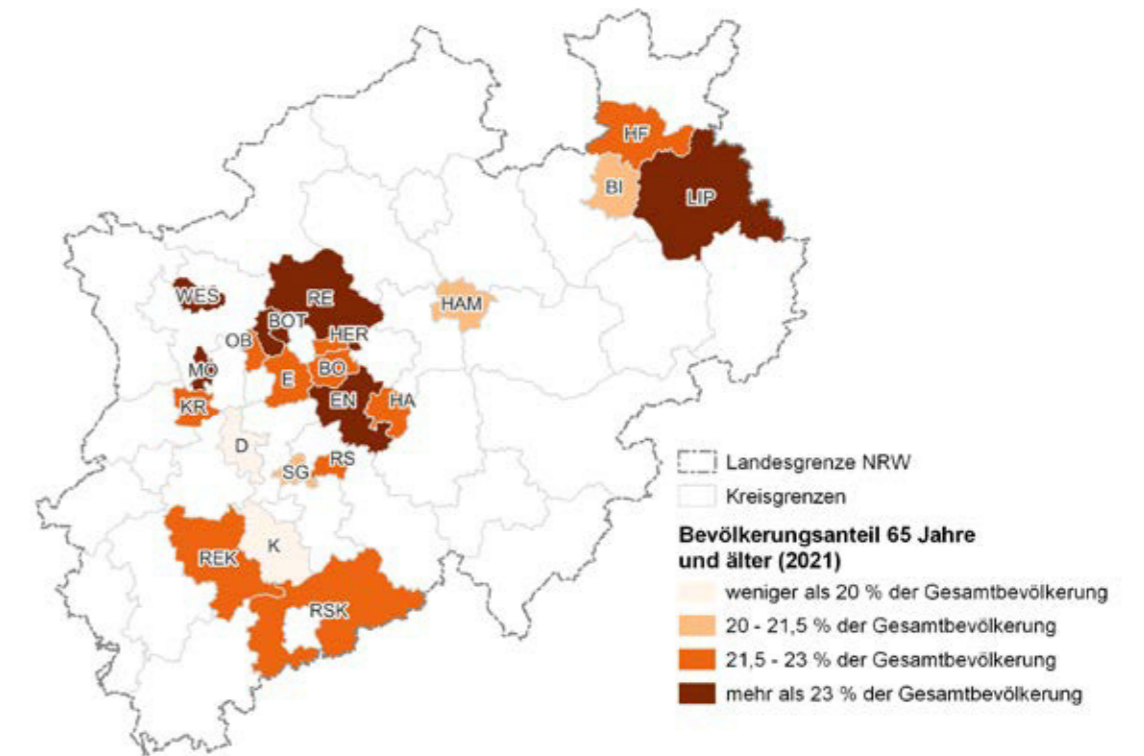 HF
BI
LIP
WES
RE
HAM
BOT
OB
HER
MO
BO
E
KR
EN
HA
D
SG
RS
K
REK
RSK
Landesgrenze NRW
Kreisgrenzen
Bevölkerungsanteil 65 Jahre
und älter (2021)
weniger als 20 % der Gesamtbevölkerung
20 - 21,5 % der Gesamtbevölkerung
21,5 - 23 % der Gesamtbevölkerung
mehr als 23 % der Gesamtbevölkerung